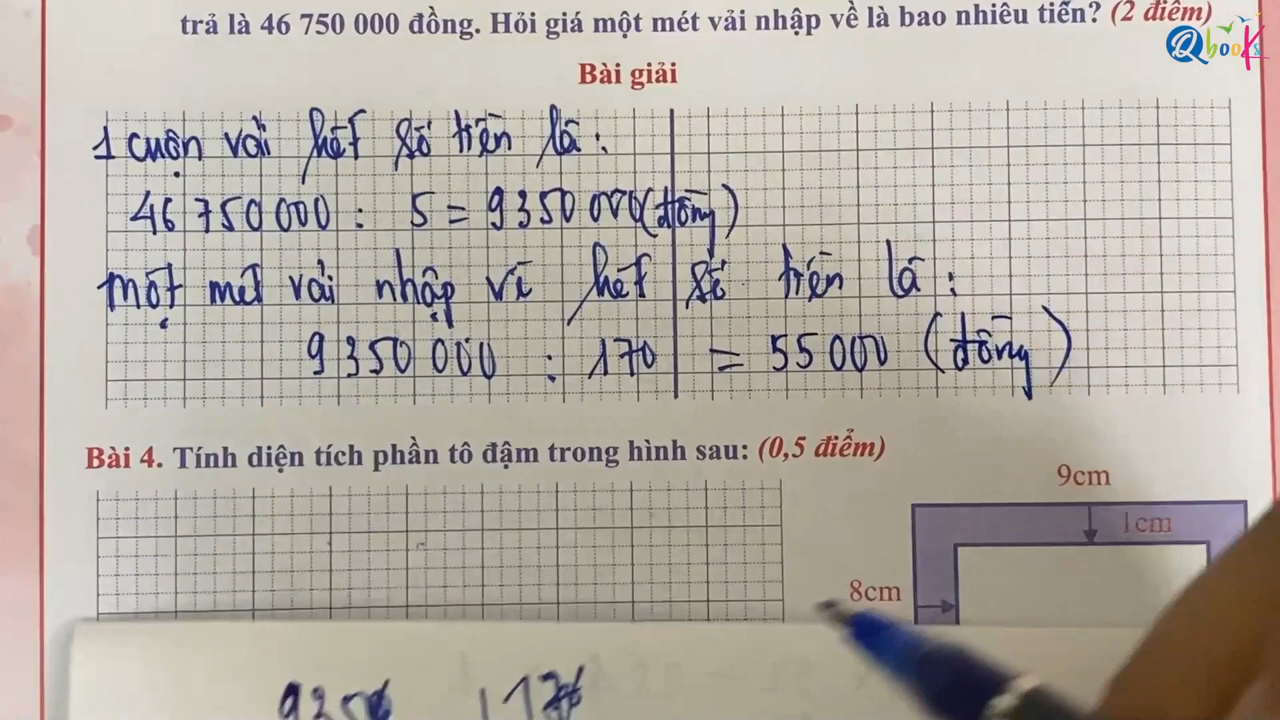 trả là 46 750 000 đồng. Hỏi giá một mét vải nhập về là bao nhiêu tiền? (2 điểm)
Qbooks
Bài giải
1 cuộn vải hết số tiền là:
46 750 000 : 5 = 9 350 000 (đồng)
một mét vải nhập về hết số tiền là:
9 350 000 : 170 = 55 000 (đồng)
Bài 4. Tính diện tích phần tô đậm trong hình sau: (0,5 điểm)
9cm
1cm
8cm